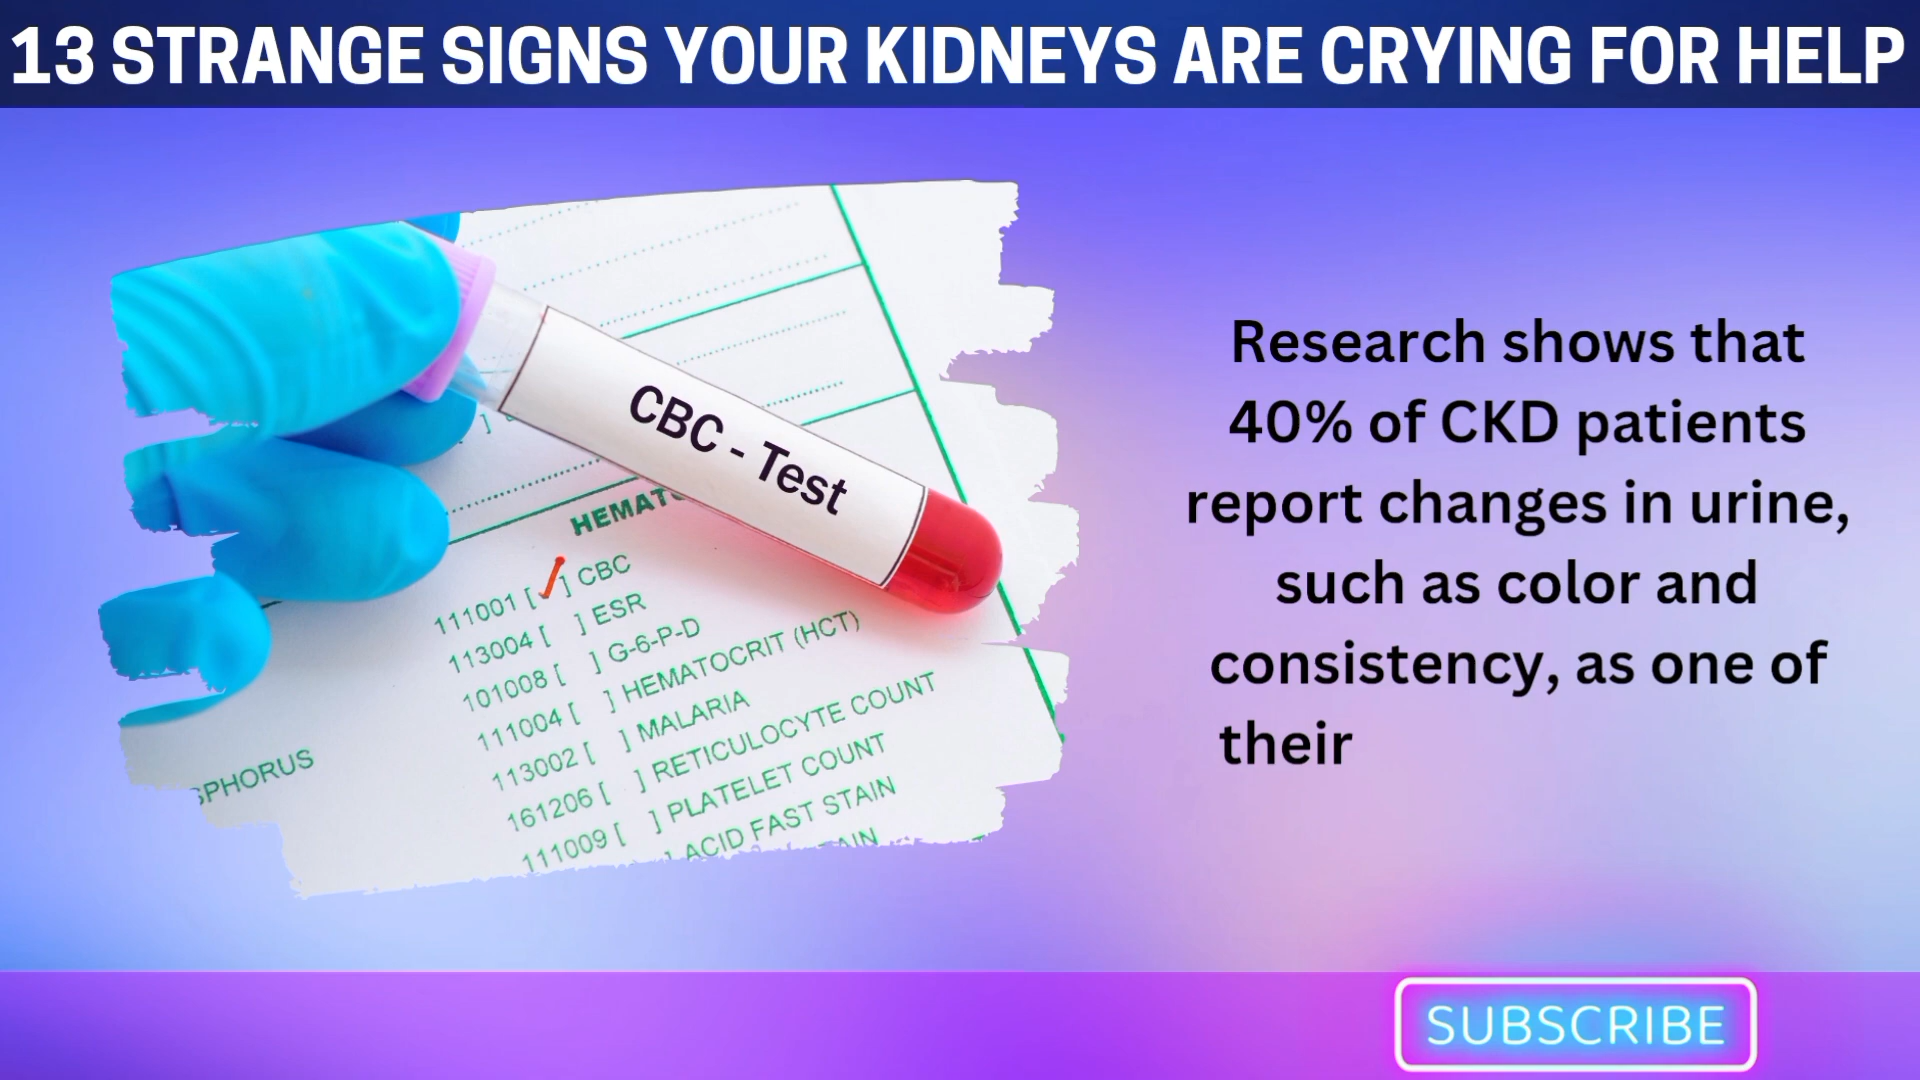 13 STRANGE SIGNS YOUR KIDNEYS ARE CRYING FOR HELP
CBC - Test
HEMAT
111001 [ ] CBC
113004 [ ] ESR
101008 [ ] G-6-P-D
111004 [ ] HEMATOCRIT (HCT)
113002 [ ] MALARIA
161206 [ ] RETICULOCYTE COUNT
111009 [ ] PLATELET COUNT
] ACID FAST STAIN
AIN
SPHORUS
Research shows that
40% of CKD patients
report changes in urine,
such as color and
consistency, as one of
their
SUBSCRIBE